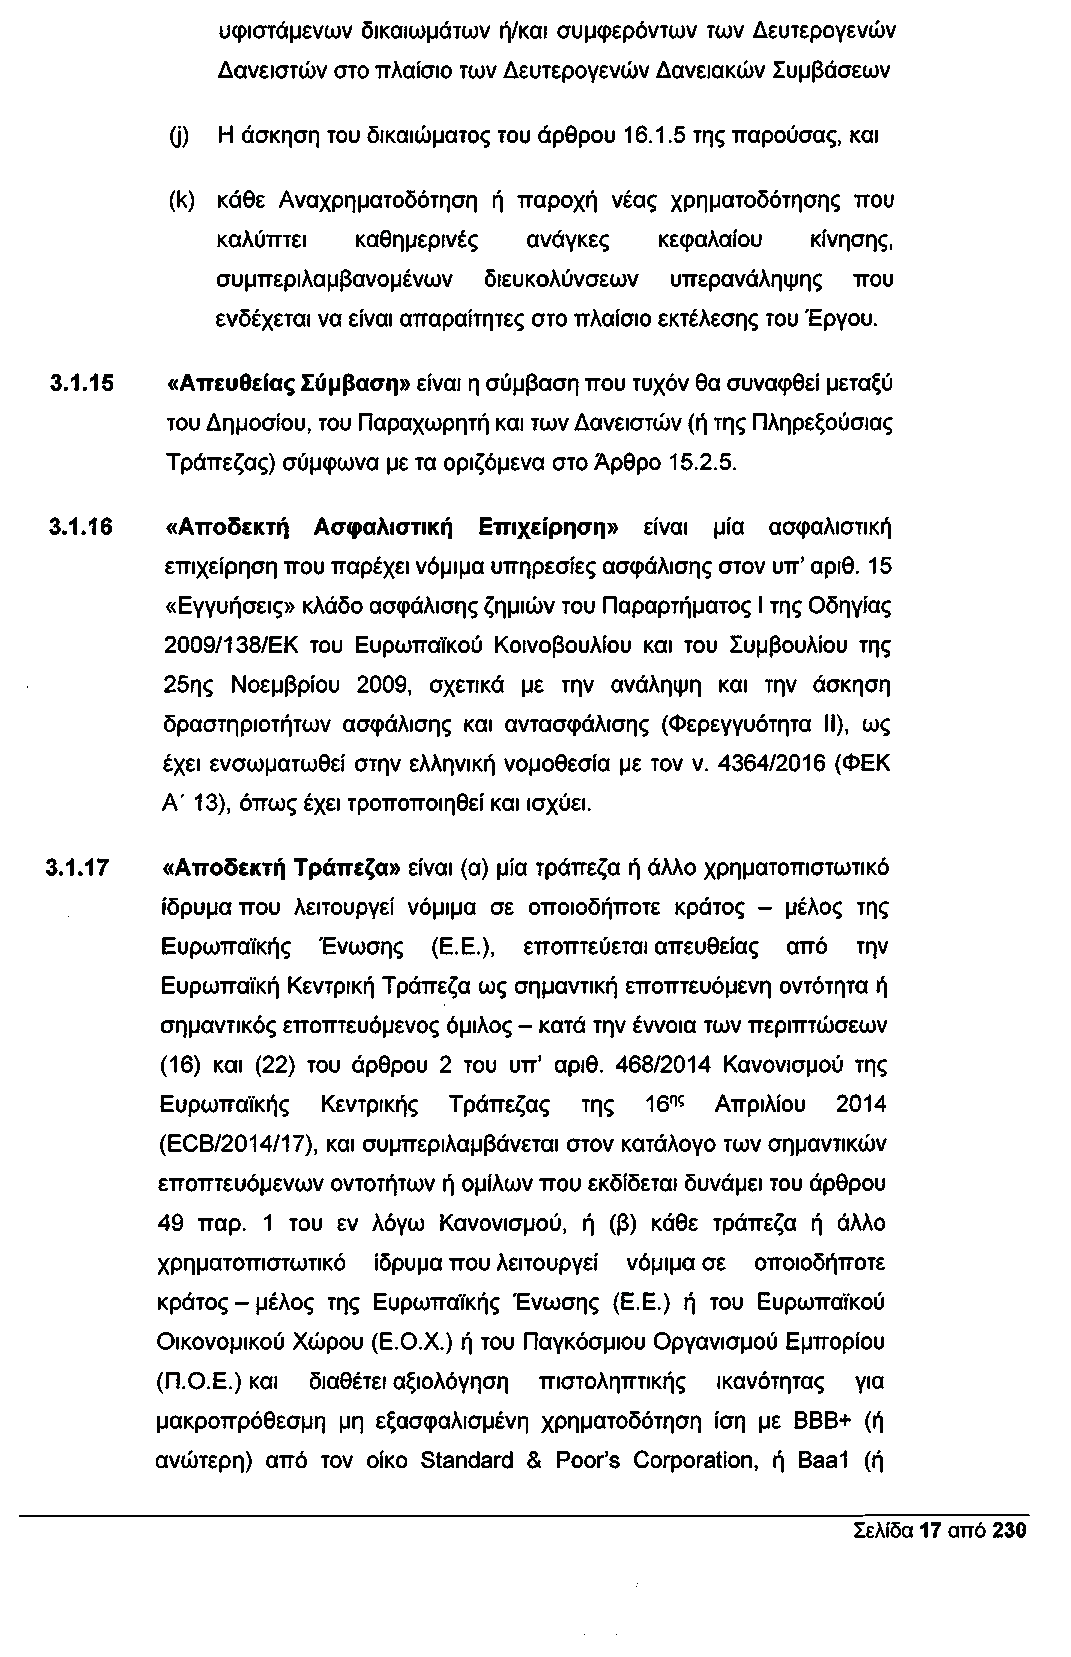 υφιστάμενων δικαιωμάτων ή/και συμφερόντων των Δευτερογενών
Δανειστών στο πλαίσιο των Δευτερογενών Δανειακών Συμβάσεων
(j) Η άσκηση του δικαιώματος του άρθρου 16.1.5 της παρούσας, και
(k) κάθε Αναχρηματοδότηση ή παροχή νέας χρηματοδότησης που
καλύπτει καθημερινές ανάγκες κεφαλαίου κίνησης,
συμπεριλαμβανομένων διευκολύνσεων υπερανάληψης που
ενδέχεται να είναι απαραίτητες στο πλαίσιο εκτέλεσης του Έργου.
3.1.15 «Απευθείας Σύμβαση» είναι η σύμβαση που τυχόν θα συναφθεί μεταξύ
του Δημοσίου, του Παραχωρητή και των Δανειστών (ή της Πληρεξούσιας
Τράπεζας) σύμφωνα με τα οριζόμενα στο Άρθρο 15.2.5.
3.1.16 «Αποδεκτή Ασφαλιστική Επιχείρηση» είναι μία ασφαλιστική
επιχείρηση που παρέχει νόμιμα υπηρεσίες ασφάλισης στον υπ’ αριθ. 15
«Εγγυήσεις» κλάδο ασφάλισης ζημιών του Παραρτήματος Ι της Οδηγίας
2009/138/ΕΚ του Ευρωπαϊκού Κοινοβουλίου και του Συμβουλίου της
25ης Νοεμβρίου 2009, σχετικά με την ανάληψη και την άσκηση
δραστηριοτήτων ασφάλισης και αντασφάλισης (Φερεγγυότητα ΙΙ), ως
έχει ενσωματωθεί στην ελληνική νομοθεσία με τον ν. 4364/2016 (ΦΕΚ
Α΄ 13), όπως έχει τροποποιηθεί και ισχύει.
3.1.17 «Αποδεκτή Τράπεζα» είναι (α) μία τράπεζα ή άλλο χρηματοπιστωτικό
ίδρυμα που λειτουργεί νόμιμα σε οποιοδήποτε κράτος – μέλος της
Ευρωπαϊκής Ένωσης (Ε.Ε.), εποπτεύεται απευθείας από την
Ευρωπαϊκή Κεντρική Τράπεζα ως σημαντική εποπτευόμενη οντότητα ή
σημαντικός εποπτευόμενος όμιλος – κατά την έννοια των περιπτώσεων
(16) και (22) του άρθρου 2 του υπ’ αριθ. 468/2014 Κανονισμού της
Ευρωπαϊκής Κεντρικής Τράπεζας της 16ης Απριλίου 2014
(ECB/2014/17), και συμπεριλαμβάνεται στον κατάλογο των σημαντικών
εποπτευόμενων οντοτήτων ή ομίλων που εκδίδεται δυνάμει του άρθρου
49 παρ. 1 του εν λόγω Κανονισμού, ή (β) κάθε τράπεζα ή άλλο
χρηματοπιστωτικό ίδρυμα που λειτουργεί νόμιμα σε οποιοδήποτε
κράτος – μέλος της Ευρωπαϊκής Ένωσης (Ε.Ε.) ή του Ευρωπαϊκού
Οικονομικού Χώρου (Ε.Ο.Χ.) ή του Παγκόσμιου Οργανισμού Εμπορίου
(Π.Ο.Ε.) και διαθέτει αξιολόγηση πιστοληπτικής ικανότητας για
μακροπρόθεσμη μη εξασφαλισμένη χρηματοδότηση ίση με BBB+ (ή
ανώτερη) από τον οίκο Standard & Poor’s Corporation, ή Baa1 (ή
Σελίδα 17 από 230